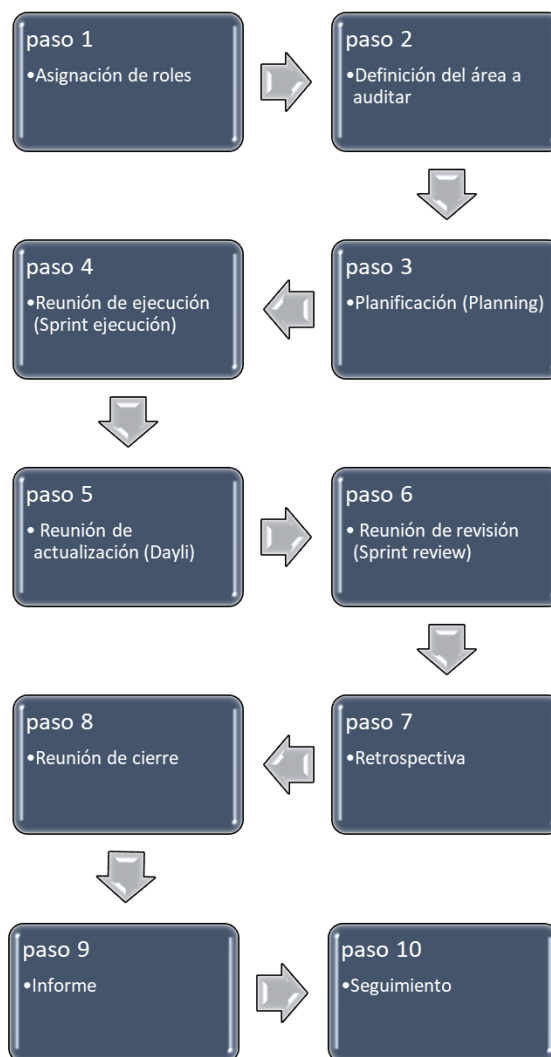 paso 1
•Asignación de roles
paso 2
•Definición del área a
auditar
paso 3
•Planificación (Planning)
paso 4
•Reunión de ejecución
(Sprint ejecución)
paso 5
• Reunión de
actualización (Dayli)
paso 6
• Reunión de revisión
(Sprint review)
paso 7
•Retrospectiva
paso 8
•Reunión de cierre
paso 9
•Informe
paso 10
•Seguimiento